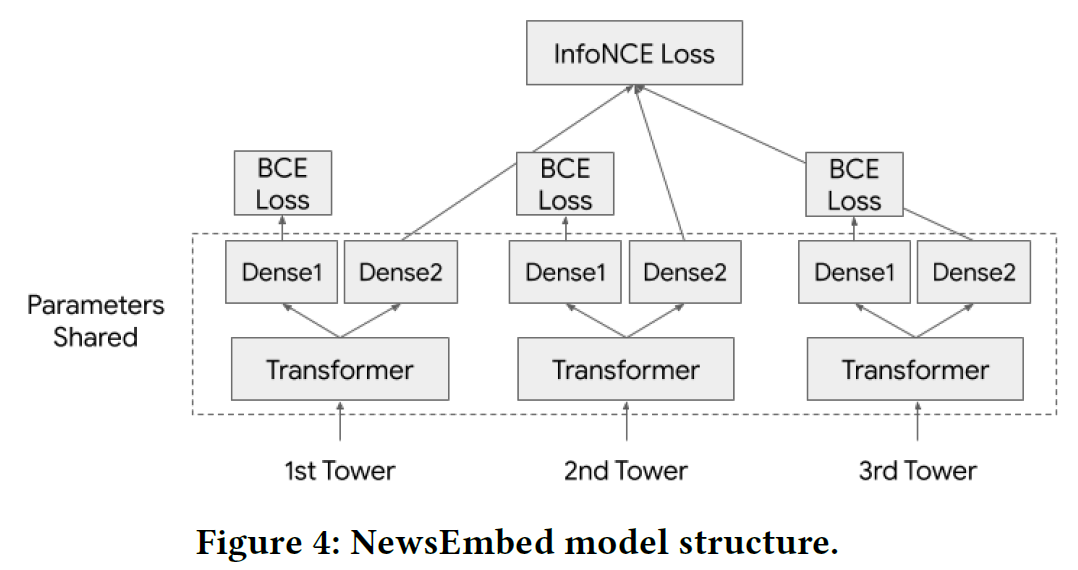 InfoNCE Loss
BCE
Loss
BCE
Loss
BCE
Loss
Dense1
Dense2
Dense1
Dense2
Dense1
Dense2
Parameters
Shared
Transformer
Transformer
Transformer
1st Tower
2nd Tower
3rd Tower
Figure 4: NewsEmbed model structure.